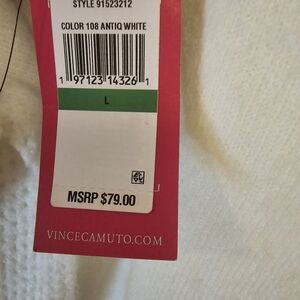 STYLE 91523212
COLOR 108 ANTIQ WHITE
1 97123 14326 1
L
MSRP $79.00
VINCECAMUTO.COM